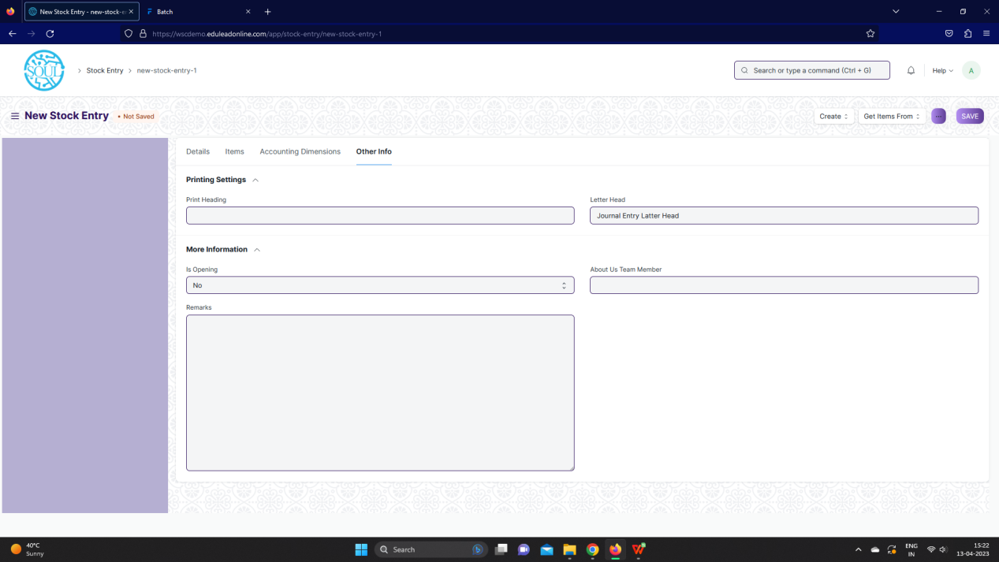 New Stock Entry - new-stock-e
Batch
https://wscdemo.eduleadonline.com/app/stock-entry/new-stock-entry-1
SOUL
Stock Entry
new-stock-entry-1
Search or type a command (Ctrl + G)
Help
A
New Stock Entry
• Not Saved
Create
Get Items From
...
SAVE
Details
Items
Accounting Dimensions
Other Info
Printing Settings
Print Heading
Letter Head
Journal Entry Latter Head
More Information
Is Opening
About Us Team Member
No
Remarks
40°C
Sunny
Search
ENG
IN
15:22
13-04-2023